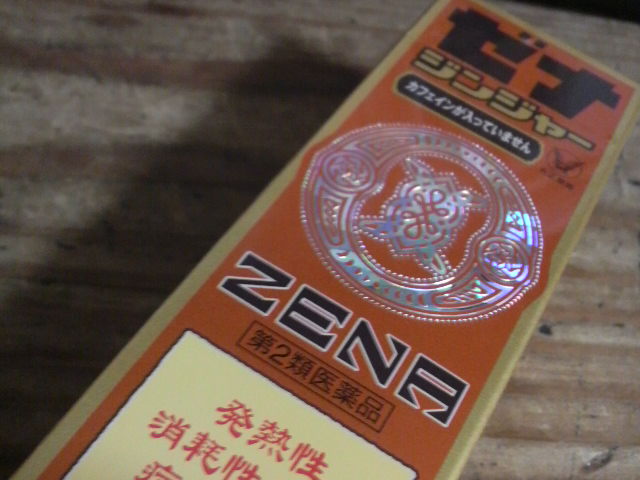 ゼナ
ジンジャー
カフェインが入っていません
ZENA
第2類医薬品
発熱性
消耗性